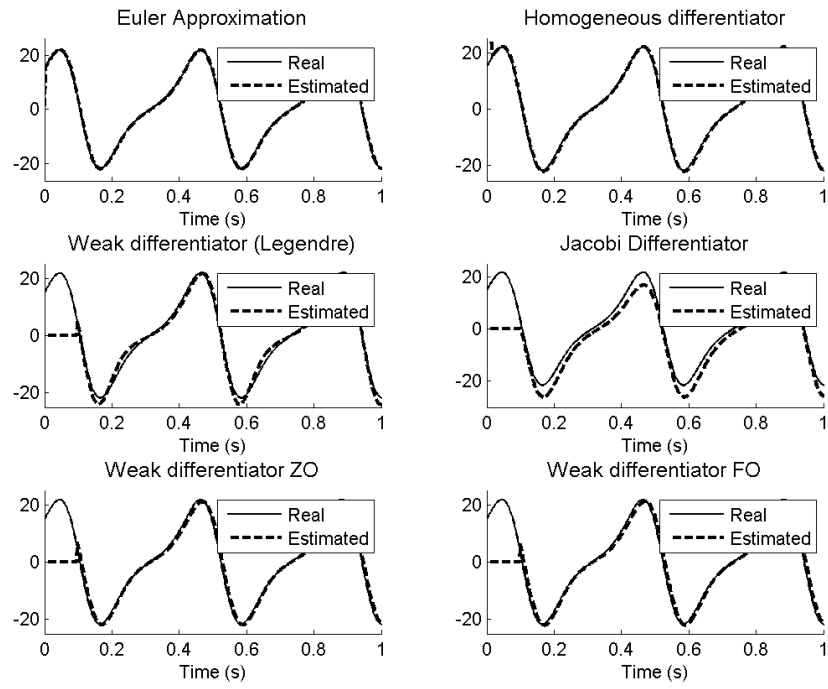 Euler Approximation
20
0
-20
Real
Estimated
0 0.2 0.4 0.6 0.8 1
Time (s)
Homogeneous differentiator
20
0
-20
Real
Estimated
0 0.2 0.4 0.6 0.8 1
Time (s)
Weak differentiator (Legendre)
20
0
-20
Real
Estimated
0 0.2 0.4 0.6 0.8 1
Time (s)
Jacobi Differentiator
20
0
-20
Real
Estimated
0 0.2 0.4 0.6 0.8 1
Time (s)
Weak differentiator ZO
20
0
-20
Real
Estimated
0 0.2 0.4 0.6 0.8 1
Time (s)
Weak differentiator FO
20
0
-20
Real
Estimated
0 0.2 0.4 0.6 0.8 1
Time (s)